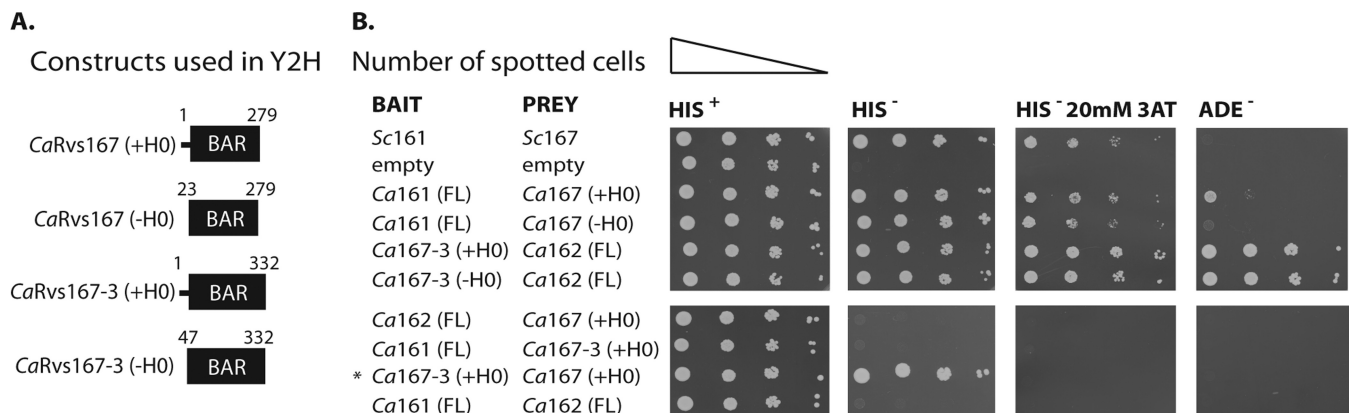 A.
Constructs used in Y2H
1 279
CaRvs167 (+H0) BAR
23 279
CaRvs167 (-H0) BAR
1 332
CaRvs167-3 (+H0) BAR
47 332
CaRvs167-3 (-H0) BAR
B.
Number of spotted cells
BAIT PREY HIS + HIS - HIS - 20mM 3AT ADE -
Sc161 Sc167
empty empty
Ca161 (FL) Ca167 (+H0)
Ca161 (FL) Ca167 (-H0)
Ca167-3 (+H0) Ca162 (FL)
Ca167-3 (-H0) Ca162 (FL)
Ca162 (FL) Ca167 (+H0)
Ca161 (FL) Ca167-3 (+H0)
* Ca167-3 (+H0) Ca167 (+H0)
Ca161 (FL) Ca162 (FL)